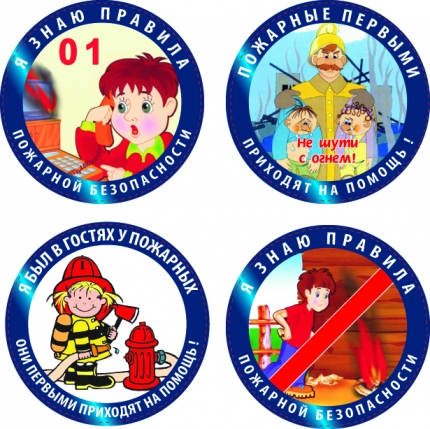 Я ЗНАЮ ПРАВИЛА
01
ПОЖАРНОЙ БЕЗОПАСНОСТИ
ПОЖАРНЫЕ ПЕРВЫМИ
Не шути
с огнем!
ПРИХОДЯТ НА ПОМОЩЬ !
Я БЫЛ В ГОСТЯХ У ПОЖАРНЫХ
ОНИ ПЕРВЫМИ ПРИХОДЯТ НА ПОМОЩЬ !
Я ЗНАЮ ПРАВИЛА
ПОЖАРНОЙ БЕЗОПАСНОСТИ